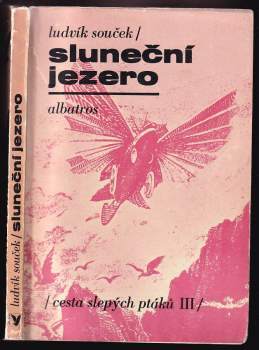 ludvík souček/
sluneční
jezero
albatros
/cesta slepých ptáků III/
ludvík souček/sluneční jezero